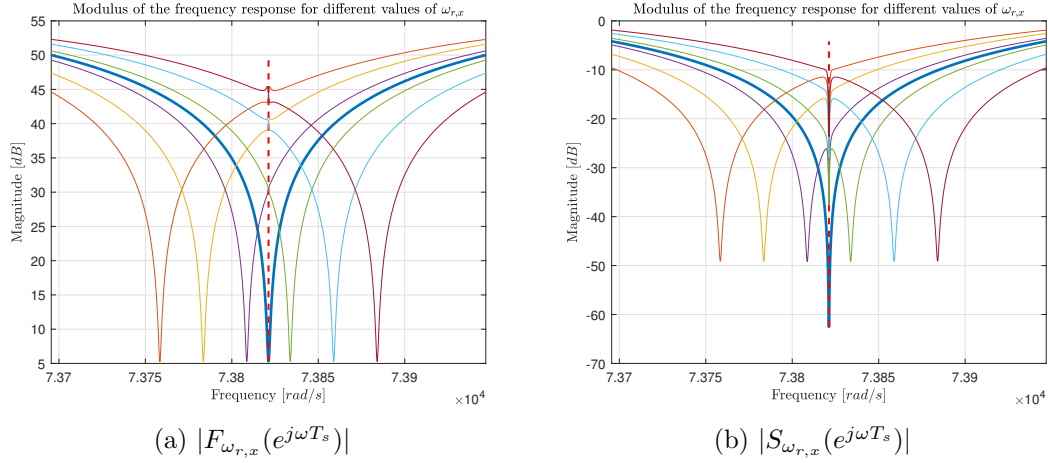 Modulus of the frequency response for different values of ω_{r,x}
55
50
45
40
35
30
25
20
15
10
5
Magnitude [dB]
7.37 7.375 7.38 7.385 7.39
Frequency [rad/s]
×10^4
(a) |F_{ω_{r,x}}(e^{jωT_s})|
Modulus of the frequency response for different values of ω_{r,x}
0
-10
-20
-30
-40
-50
-60
-70
Magnitude [dB]
7.37 7.375 7.38 7.385 7.39
Frequency [rad/s]
×10^4
(b) |S_{ω_{r,x}}(e^{jωT_s})|